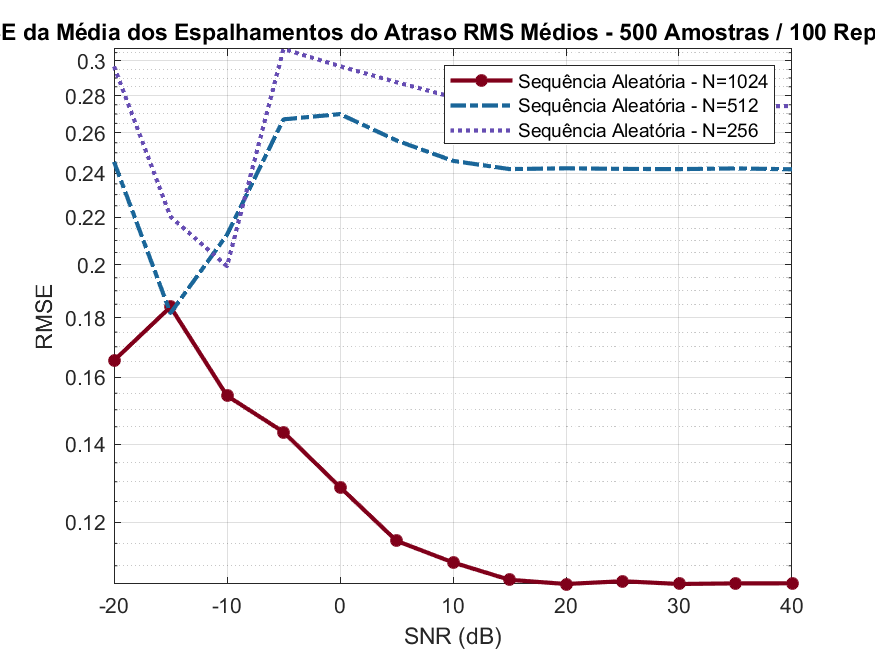 E da Média dos Espalhamentos do Atraso RMS Médios - 500 Amostras / 100 Rep
0.3
0.28
0.26
0.24
0.22
0.2
0.18
0.16
0.14
0.12
RMSE
Sequência Aleatória - N=1024
Sequência Aleatória - N=512
Sequência Aleatória - N=256
-20
-10
0
10
20
30
40
SNR (dB)